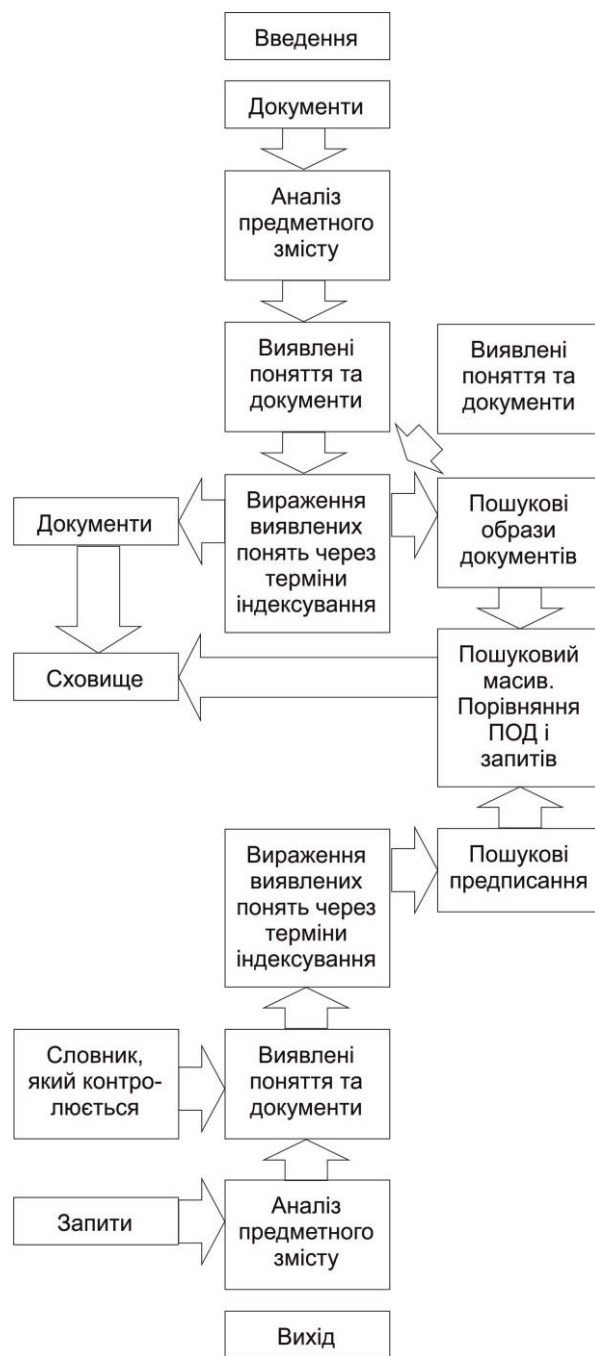 Введення
Документи
Аналіз
предметного
змісту
Виявлені
поняття та
документи
Виявлені
поняття та
документи
Документи
Вираження
виявлених
понять через
терміни
індексування
Пошукові
образи
документів
Сховище
Пошуковий
масив.
Порівняння
ПОД і
запитів
Вираження
виявлених
понять через
терміни
індексування
Пошукові
предписання
Словник,
який контро-
люється
Виявлені
поняття та
документи
Запити
Аналіз
предметного
змісту
Вихід